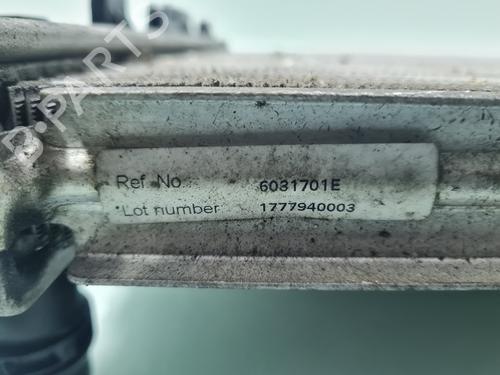 B-PARTS
Ref. No 6031701E
Lot number 1777940003